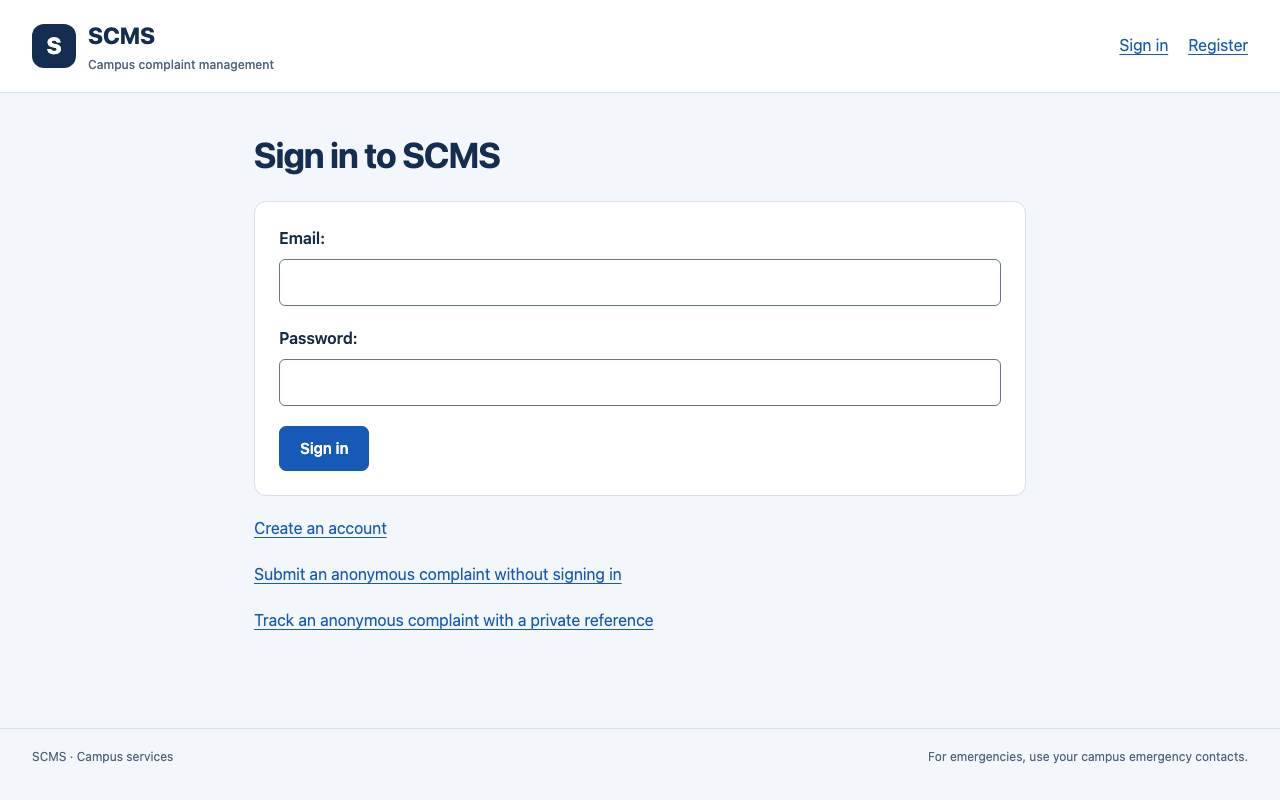 S
SCMS
Campus complaint management
Sign in
Register
Sign in to SCMS
Email:
Password:
Sign in
Create an account
Submit an anonymous complaint without signing in
Track an anonymous complaint with a private reference
SCMS · Campus services
For emergencies, use your campus emergency contacts.